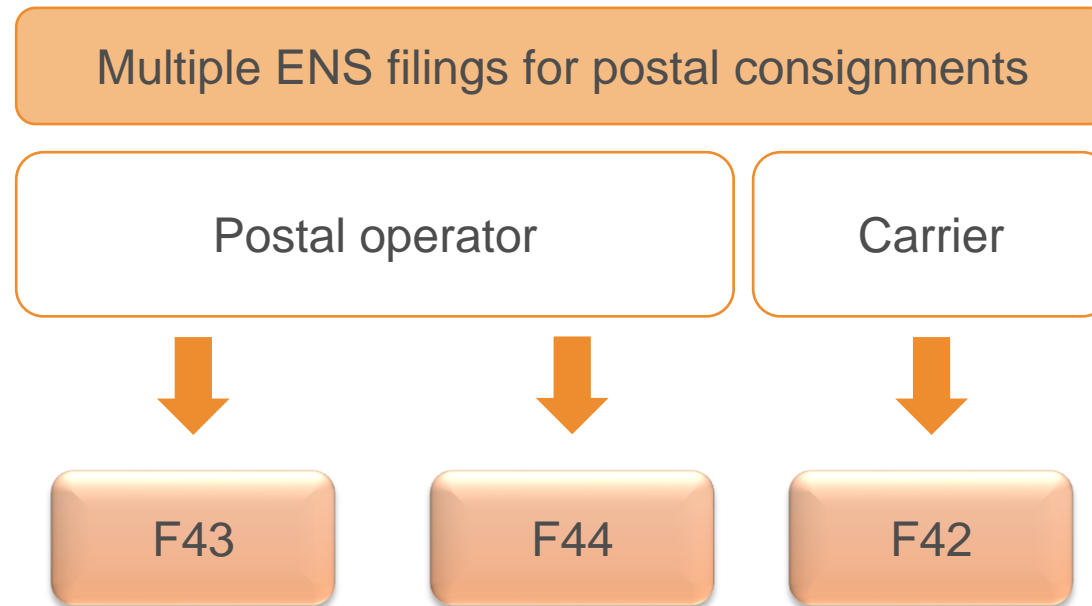 Multiple ENS filings for postal consignments
Postal operator
Carrier
F43
F44
F42